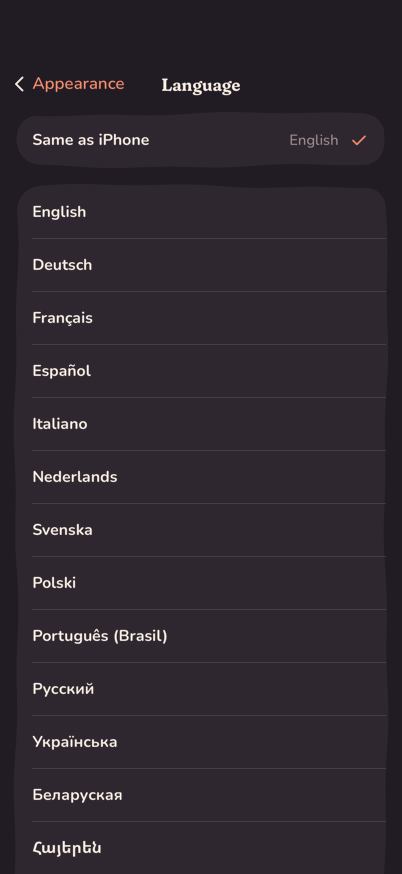 Appearance
Language
Same as iPhone English
English
Deutsch
Français
Español
Italiano
Nederlands
Svenska
Polski
Português (Brasil)
Русский
Українська
Беларуская
Հայերեն